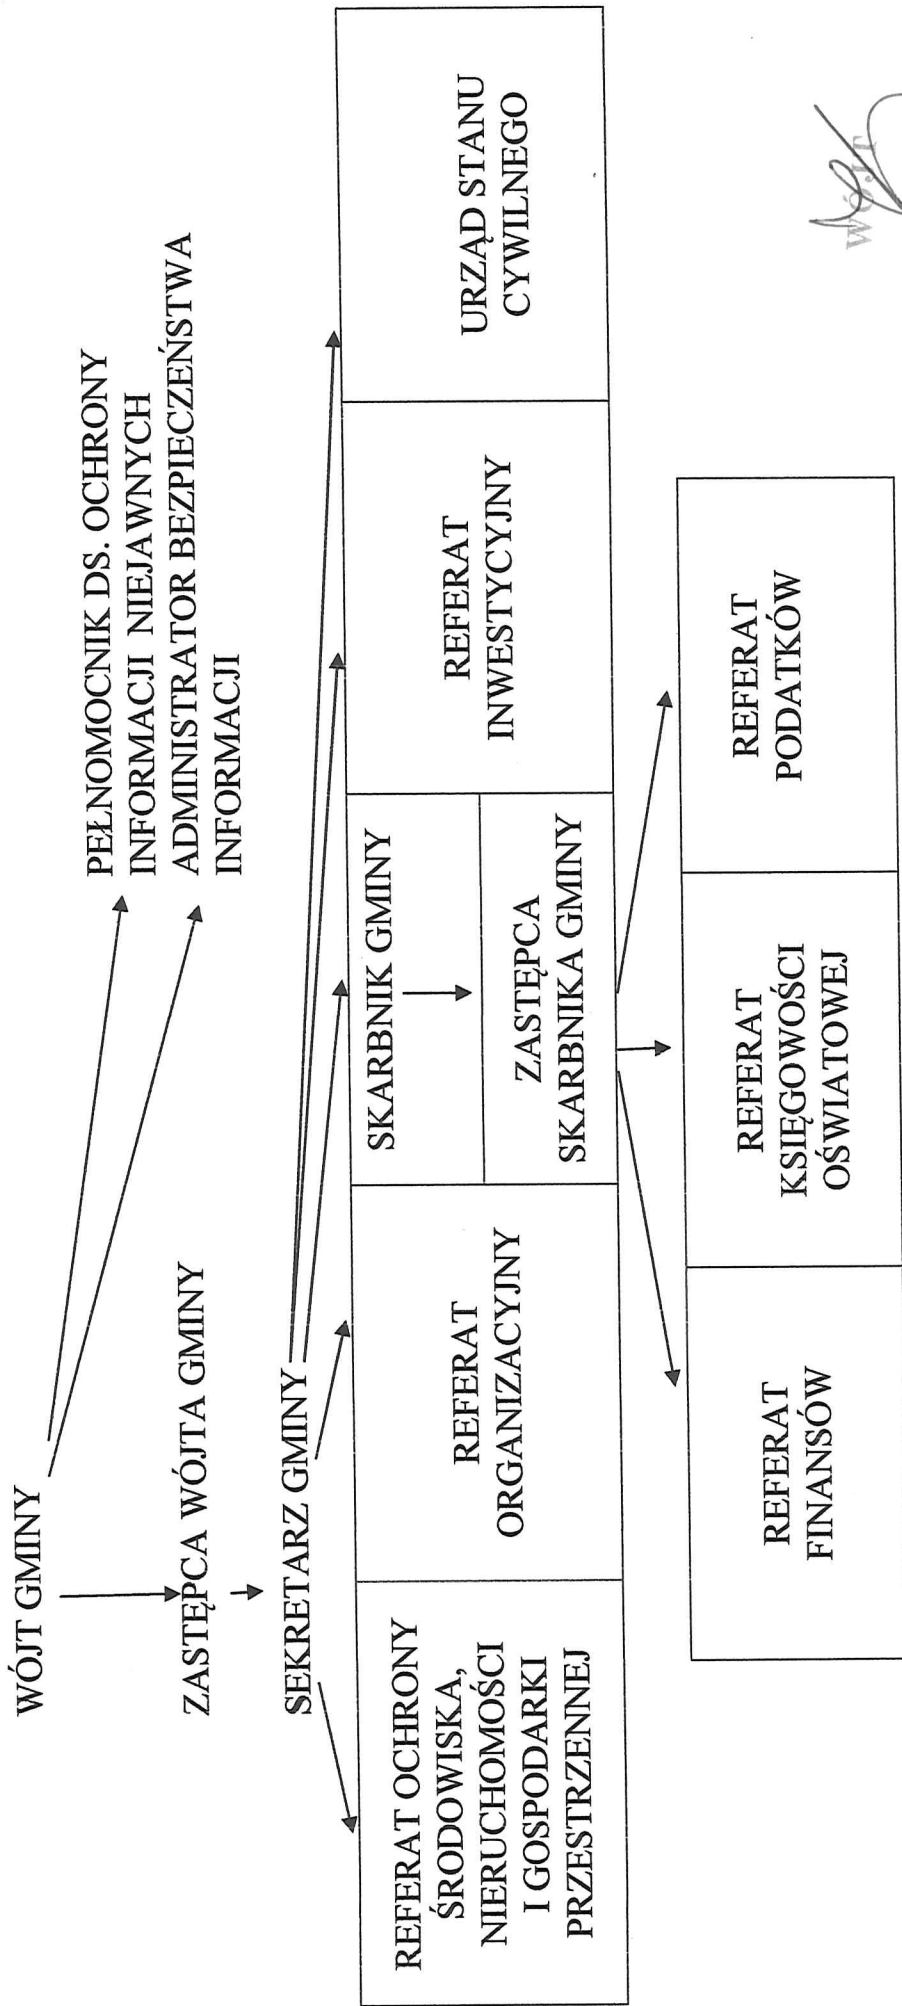 WÓJT GMINY
PEŁNOMOCNIK DS. OCHRONY
INFORMACJI NIEJAWNYCH
ADMINISTRATOR BEZPIECZEŃSTWA
INFORMACJI
ZASTĘPCA WÓJTA GMINY
SEKRETARZ GMINY
REFERAT OCHRONY
ŚRODOWISKA,
NIERUCHOMOŚCI
I GOSPODARKI
PRZESTRZENNEJ
REFERAT
ORGANIZACYJNY
SKARBNIK GMINY
ZASTĘPCA
SKARBNIKA GMINY
REFERAT
INWESTYCYJNY
URZĄD STANU
CYWILNEGO
REFERAT
FINANSÓW
REFERAT
KSIĘGOWOŚCI
OŚWIATOWEJ
REFERAT
PODATKÓW
WÓJT